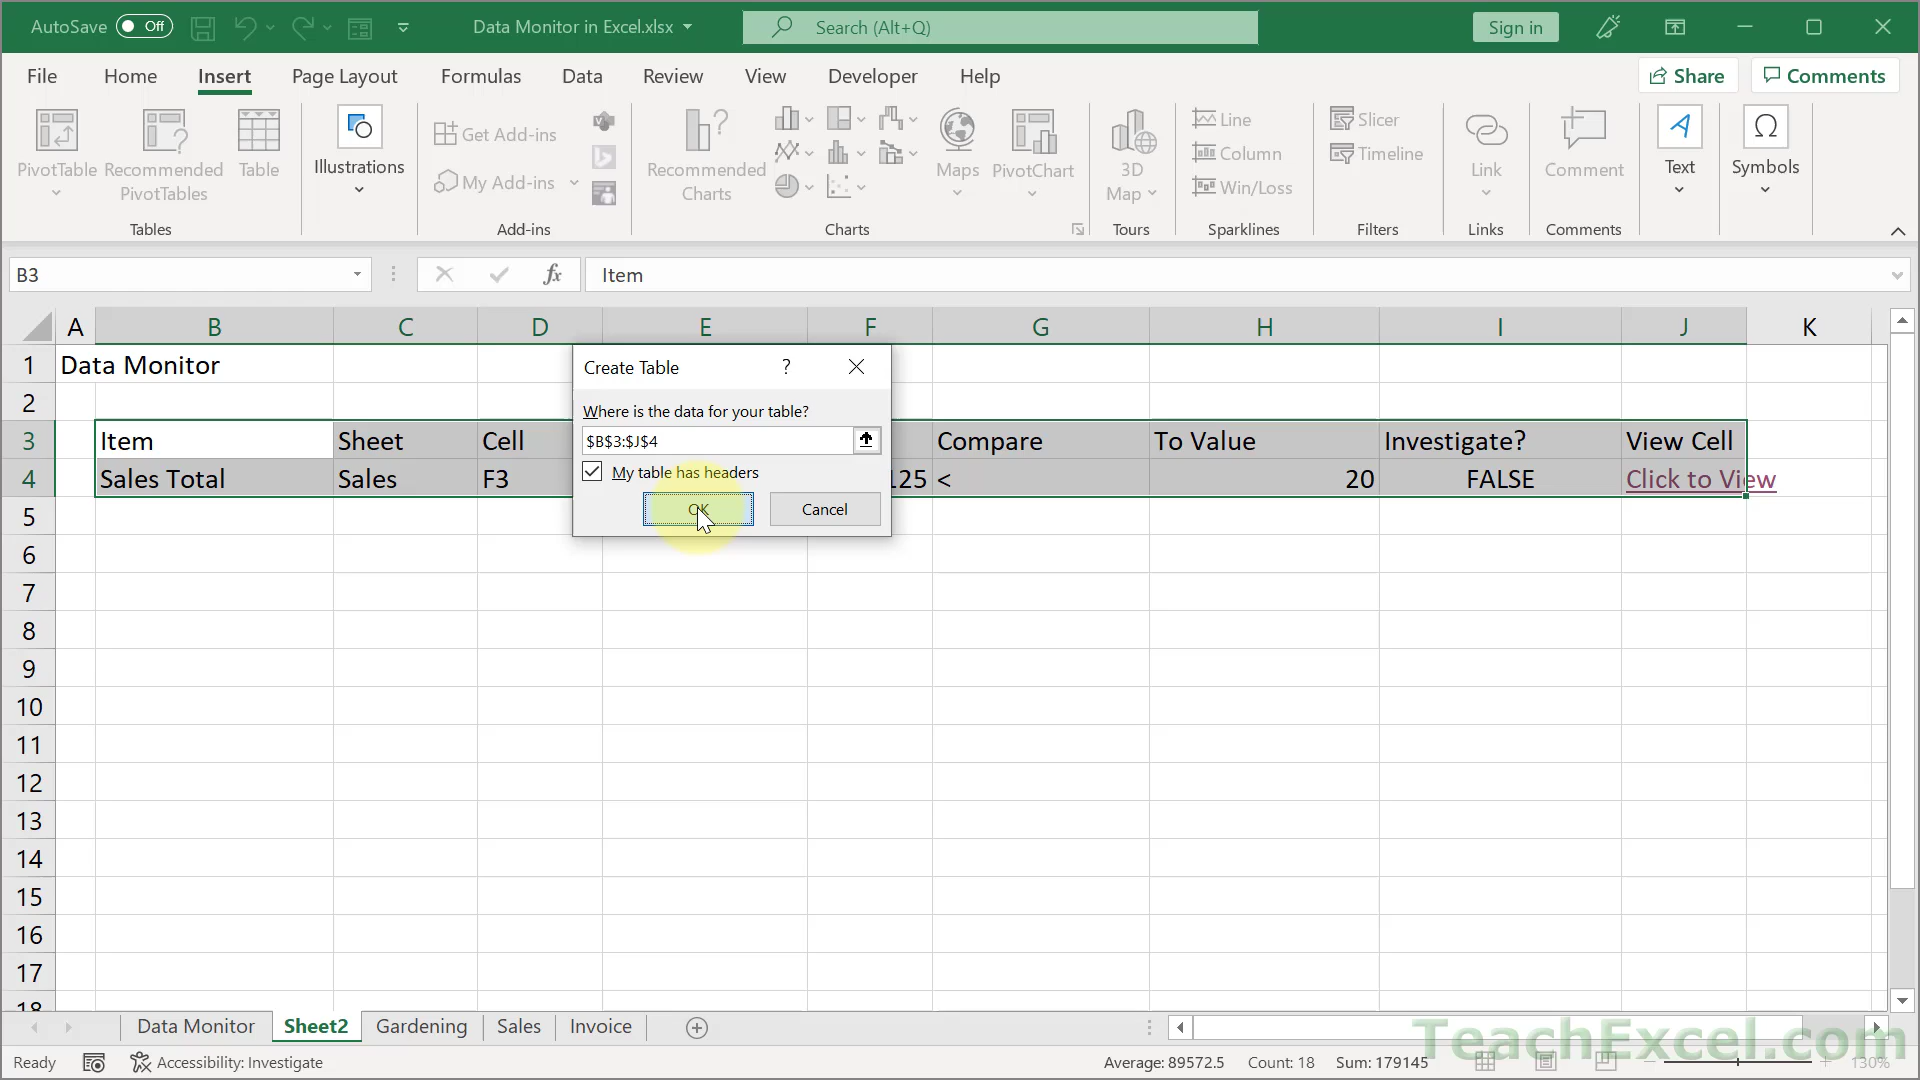 AutoSave Off Data Monitor in Excel.xlsx Search (Alt+Q) Sign in
File Home Insert Page Layout Formulas Data Review View Developer Help Share Comments
PivotTable Recommended PivotTables Table Illustrations Get Add-ins My Add-ins Recommended Charts Maps PivotChart 3D Map Line Column Win/Loss Slicer Timeline Link Comment Text Symbols
Tables Add-ins Charts Tours Sparklines Filters Links Comments
B3 fx Item
A B C D E F G H I J K
1 Data Monitor
2
3 Item Sheet Cell Compare To Value Investigate? View Cell
4 Sales Total Sales F3 125 < 20 FALSE Click to View
Create Table ?
Where is the data for your table?
$B$3:$J$4
My table has headers
OK Cancel
5
6
7
8
9
10
11
12
13
14
15
16
17
18
Data Monitor Sheet2 Gardening Sales Invoice
TeachExcel.com
Ready Accessibility: Investigate Average: 89572.5 Count: 18 Sum: 179145 130%